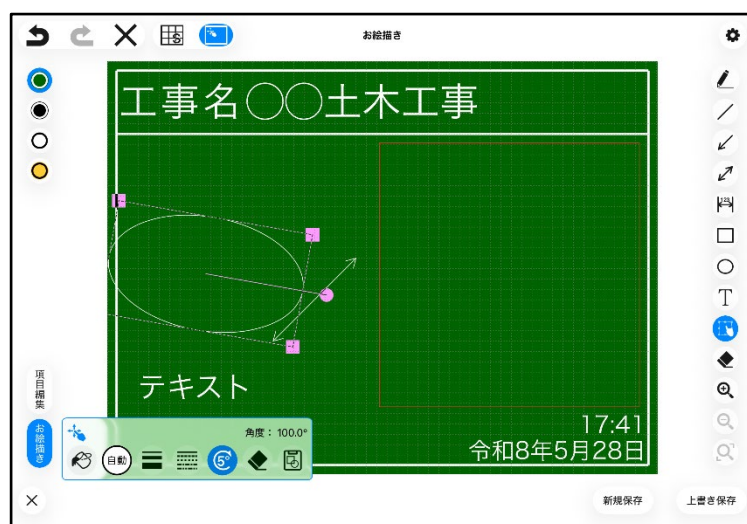 お絵描き
工事名○○土木工事
123
T
テキスト
項目編集
お絵描き
角度： 100.0°
自動
5°
17:41
令和8年5月28日
新規保存
上書き保存